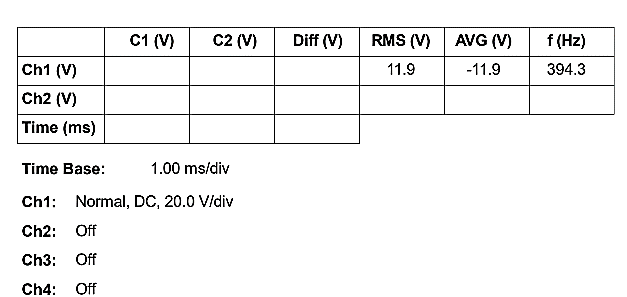 C1 (V) C2 (V) Diff (V) RMS (V) AVG (V) f (Hz)
Ch1 (V) 11.9 -11.9 394.3
Ch2 (V)
Time (ms)
Time Base: 1.00 ms/div
Ch1: Normal, DC, 20.0 V/div
Ch2: Off
Ch3: Off
Ch4: Off